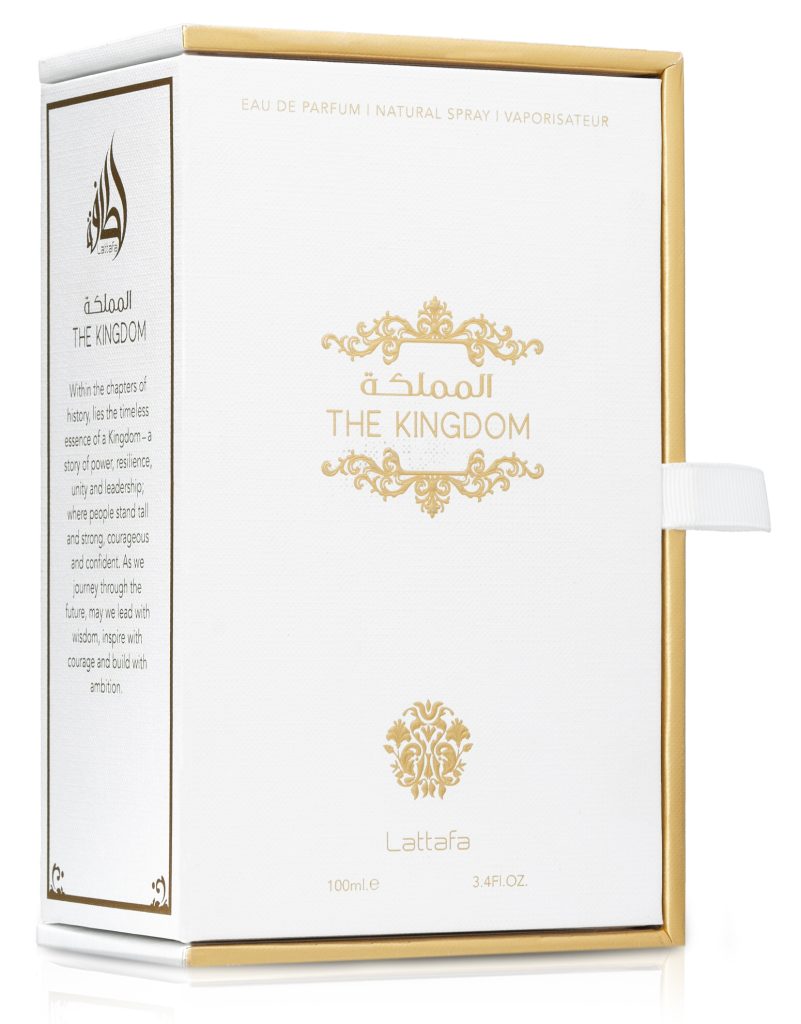 EAU DE PARFUM | NATURAL SPRAY | VAPORISATEUR
المملكة
THE KINGDOM
Lattafa
100ml.e 3.4Fl.OZ.
لطافة
Lattafa
المملكة
THE KINGDOM
Within the chapters of
history, lies the timeless
essence of a Kingdom – a
story of power, resilience,
unity and leadership;
where people stand tall
and strong, courageous
and confident. As we
journey through the
future, may we lead with
wisdom, inspire with
courage and build with
ambition.